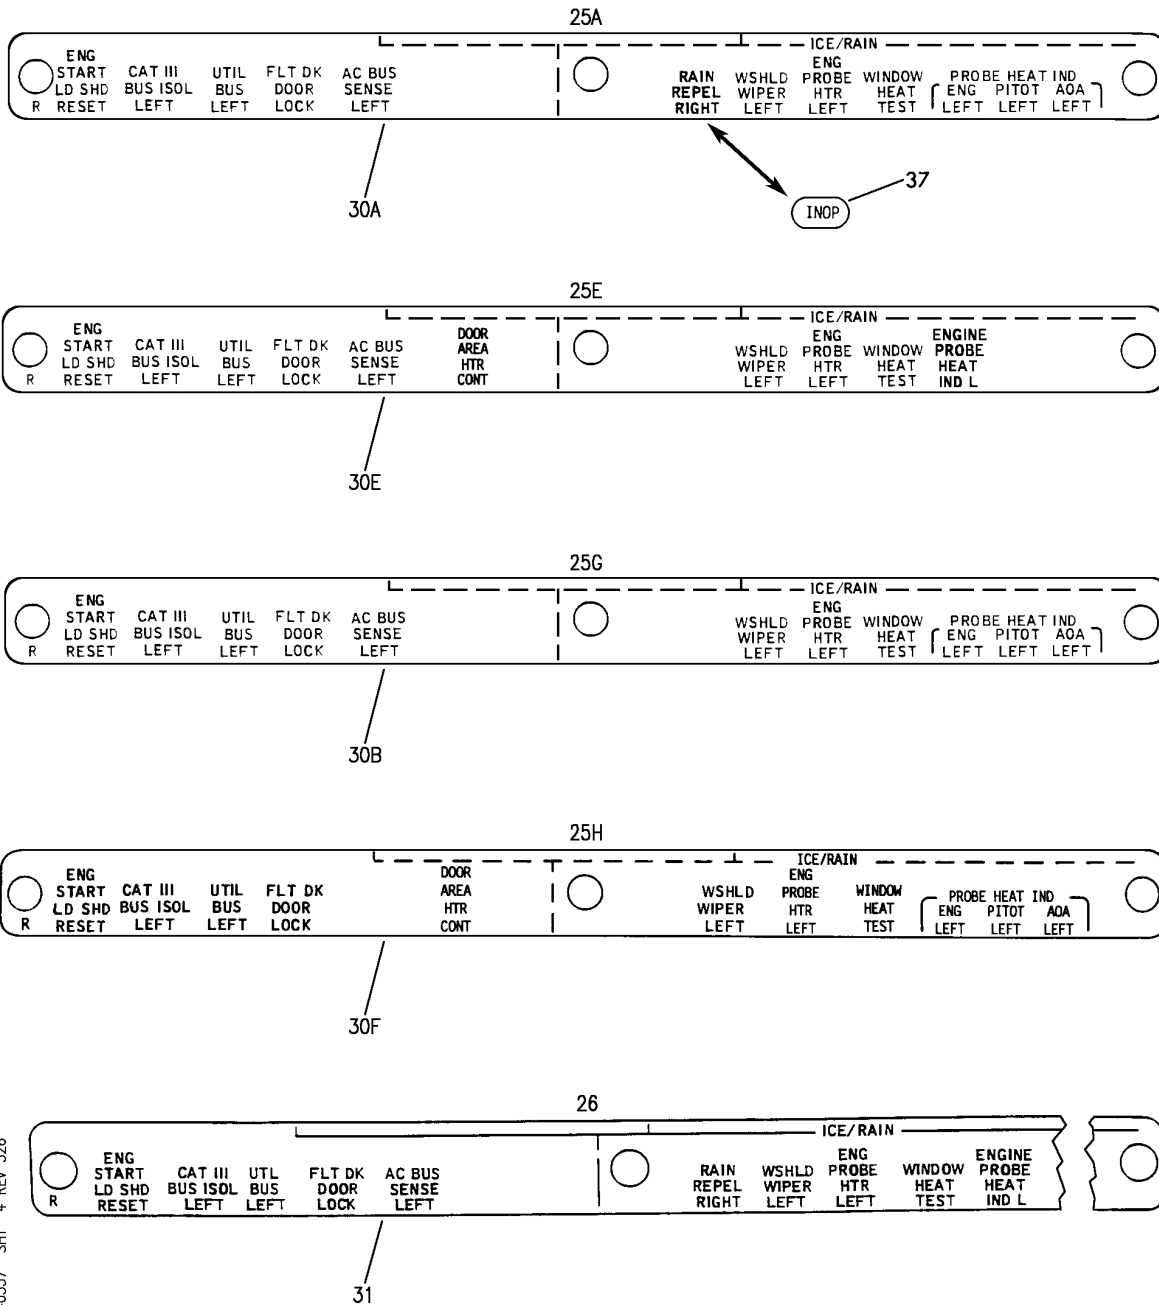 25A
ICE/RAIN
ENG START LD SHD RESET
R
CAT III BUS ISOL LEFT
UTIL BUS LEFT
FLT DK DOOR LOCK
AC BUS SENSE LEFT
RAIN REPEL RIGHT
WSHLD WIPER LEFT
ENG PROBE HTR LEFT
WINDOW HEAT TEST
PROBE HEAT IND
ENG LEFT
PITOT LEFT
AOA LEFT
30A
INOP
37
25E
ICE/RAIN
ENG START LD SHD RESET
R
CAT III BUS ISOL LEFT
UTIL BUS LEFT
FLT DK DOOR LOCK
AC BUS SENSE LEFT
DOOR AREA HTR CONT
WSHLD WIPER LEFT
ENG PROBE HTR LEFT
WINDOW HEAT TEST
ENGINE PROBE HEAT IND L
30E
25G
ICE/RAIN
ENG START LD SHD RESET
R
CAT III BUS ISOL LEFT
UTIL BUS LEFT
FLT DK DOOR LOCK
AC BUS SENSE LEFT
WSHLD WIPER LEFT
ENG PROBE HTR LEFT
WINDOW HEAT TEST
PROBE HEAT IND
ENG LEFT
PITOT LEFT
AOA LEFT
30B
25H
ICE/RAIN
ENG START LD SHD RESET
R
CAT III BUS ISOL LEFT
UTIL BUS LEFT
FLT DK DOOR LOCK
DOOR AREA HTR CONT
WSHLD WIPER LEFT
ENG PROBE HTR LEFT
WINDOW HEAT TEST
PROBE HEAT IND
ENG LEFT
PITOT LEFT
AOA LEFT
30F
26
ICE/RAIN
ENG START LD SHD RESET
R
CAT III BUS ISOL LEFT
UTL BUS LEFT
FLT DK DOOR LOCK
AC BUS SENSE LEFT
RAIN REPEL RIGHT
WSHLD WIPER LEFT
ENG PROBE HTR LEFT
WINDOW HEAT TEST
ENGINE PROBE HEAT IND L
31
SHT 4 REV